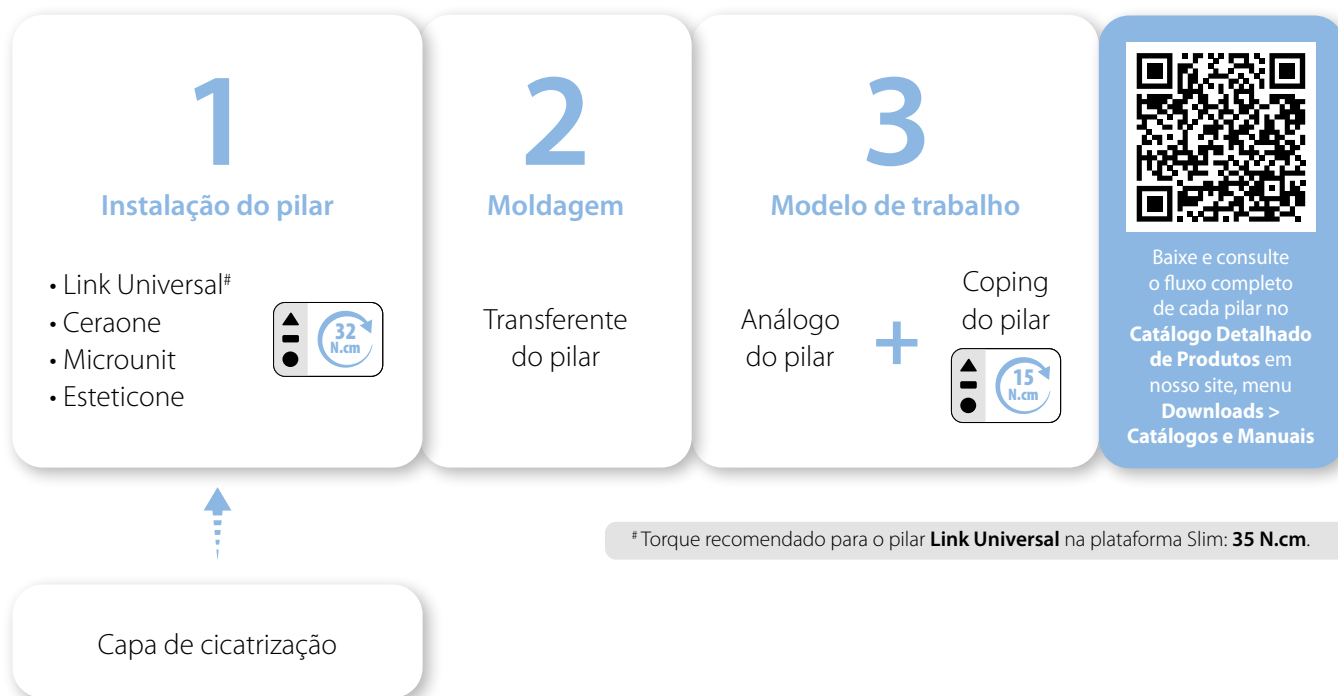 1
Instalação do pilar
• Link Universal#
• Ceraone
• Microunit
• Esteticone
32
N.cm
2
Moldagem
Transferente
do pilar
3
Modelo de trabalho
Análogo
do pilar
+
Coping
do pilar
15
N.cm
Baixe e consulte
o fluxo completo
de cada pilar no
Catálogo Detalhado
de Produtos em
nosso site, menu
Downloads >
Catálogos e Manuais
# Torque recomendado para o pilar Link Universal na plataforma Slim: 35 N.cm.
Capa de cicatrização